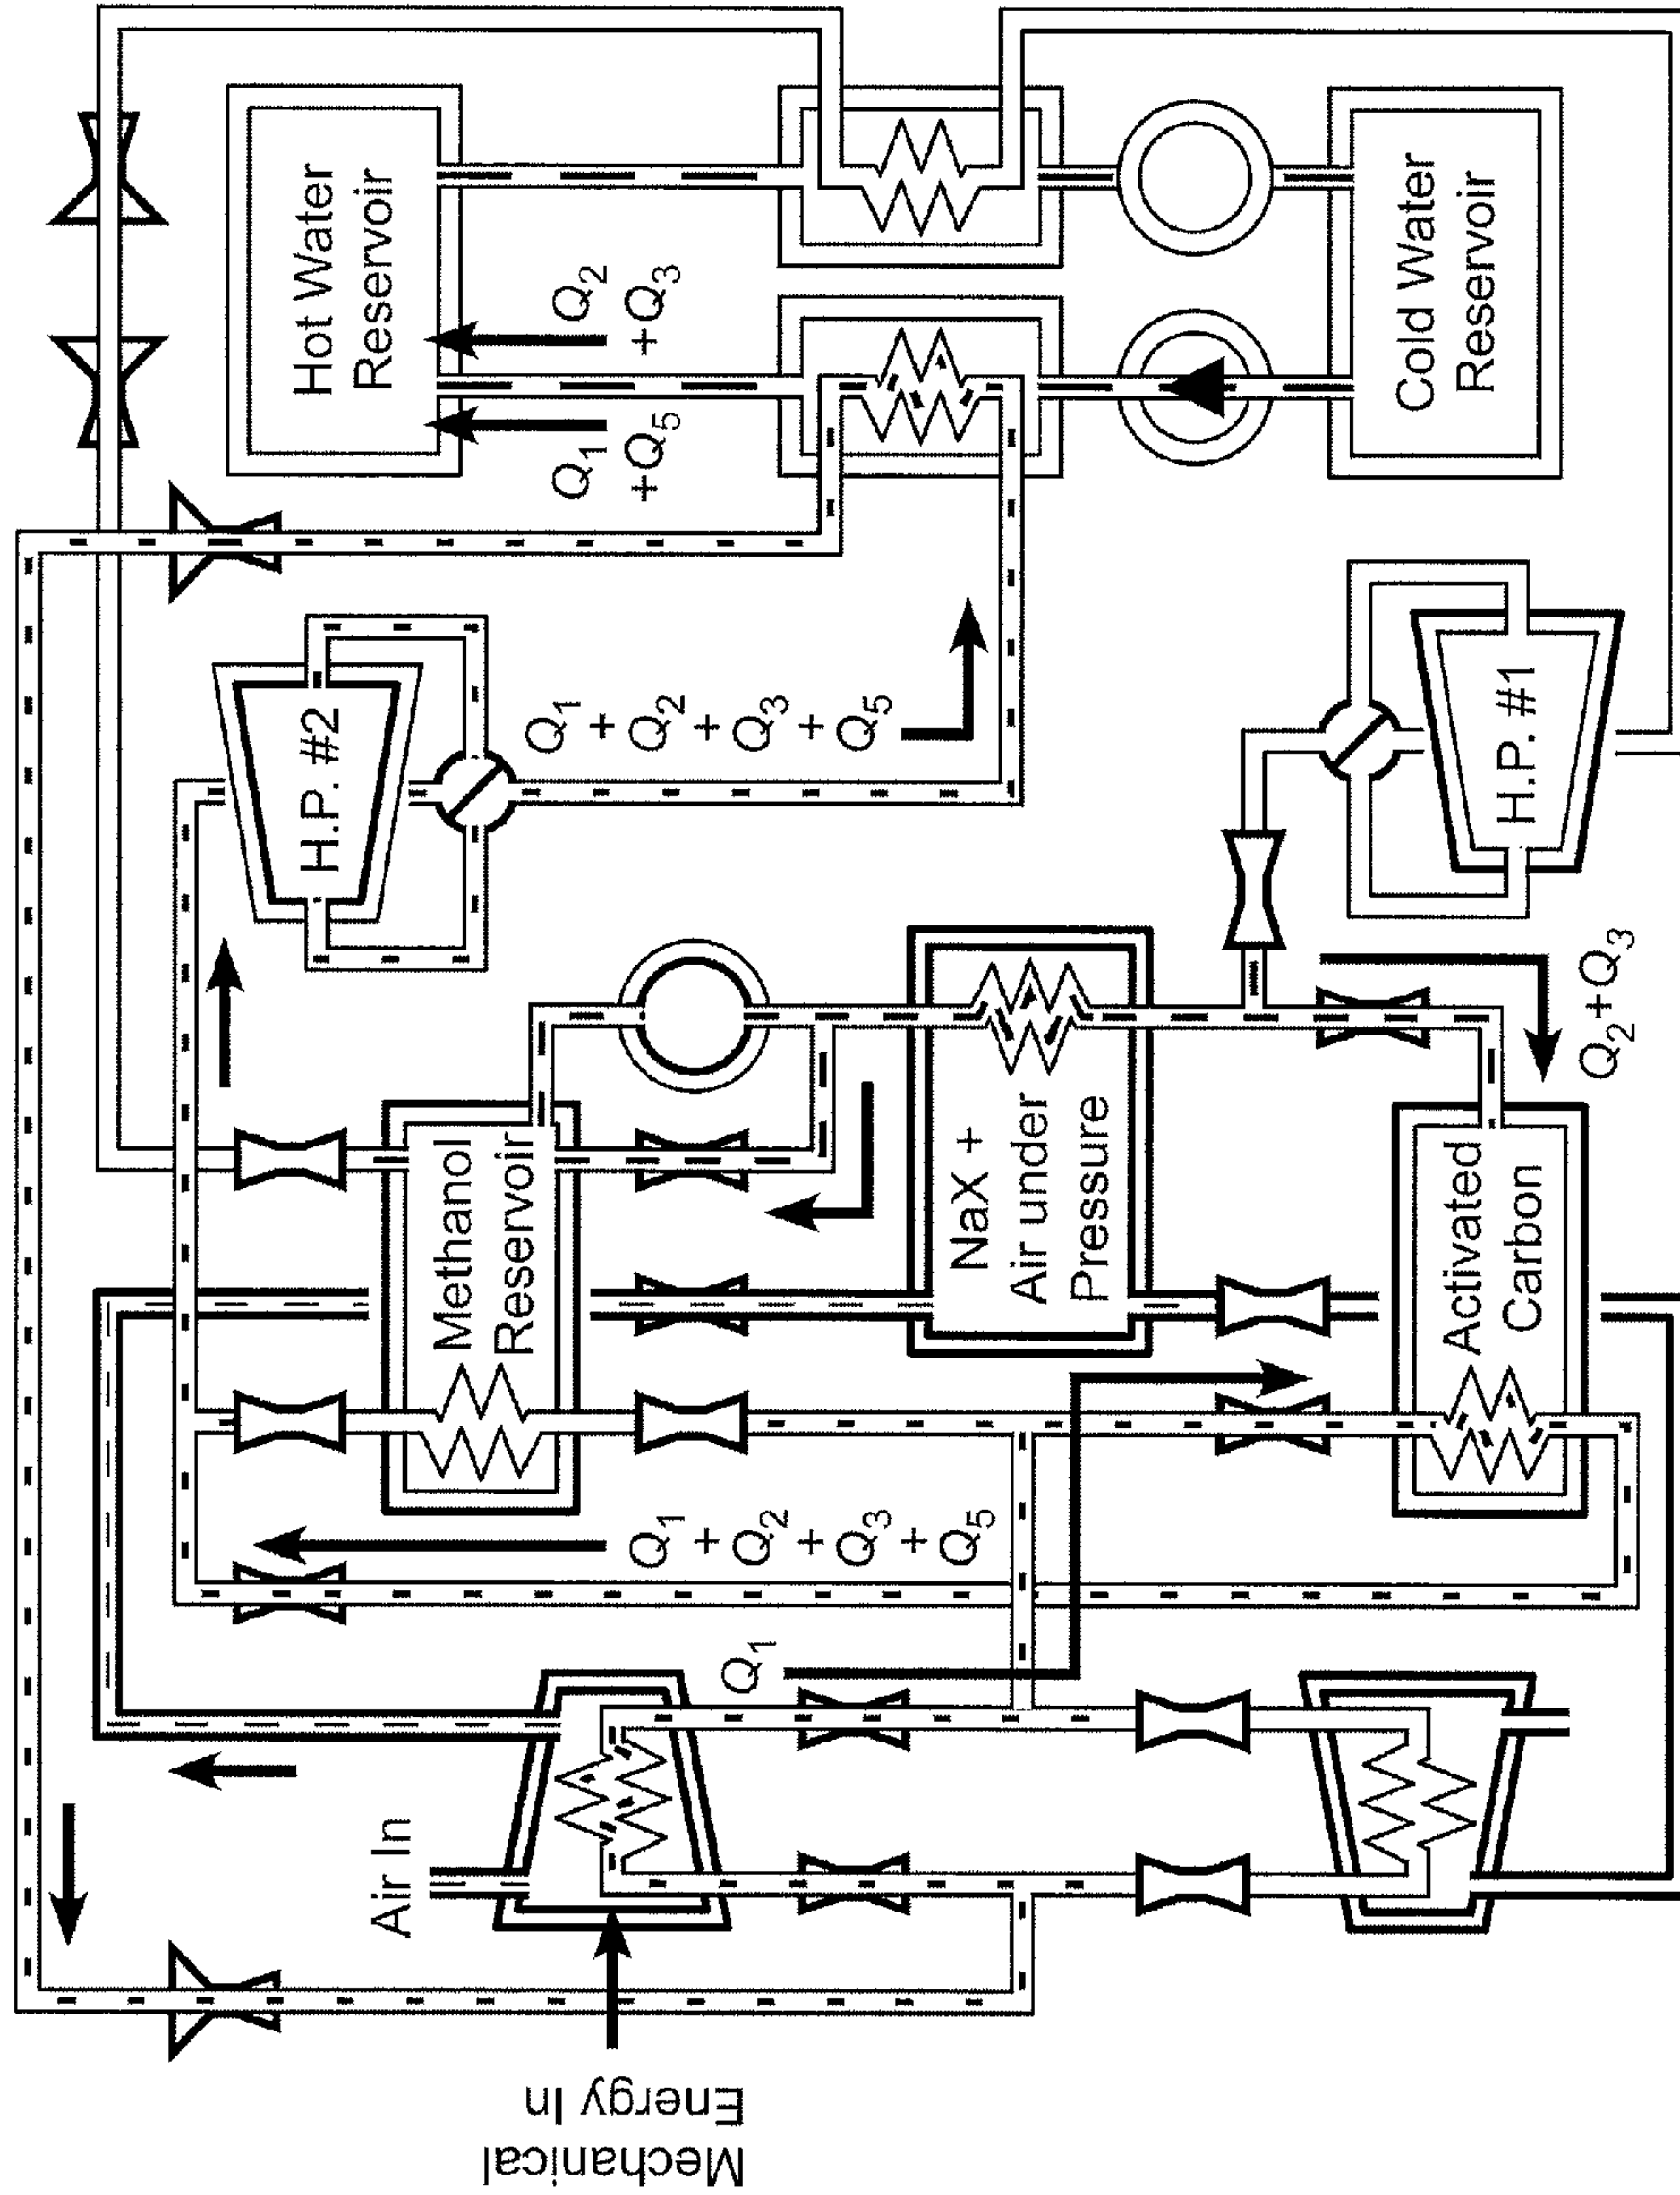 Mechanical
Energy In
Air In
Q1
Q1 + Q2 + Q3 + Q5
Methanol
Reservoir
NaX +
Air under
Pressure
Activated
Carbon
Q2 + Q3
H.P. #2
Q1 + Q2 + Q3 + Q5
H.P. #1
Hot Water
Reservoir
Q1
+Q5
Q2
+Q3
Cold Water
Reservoir